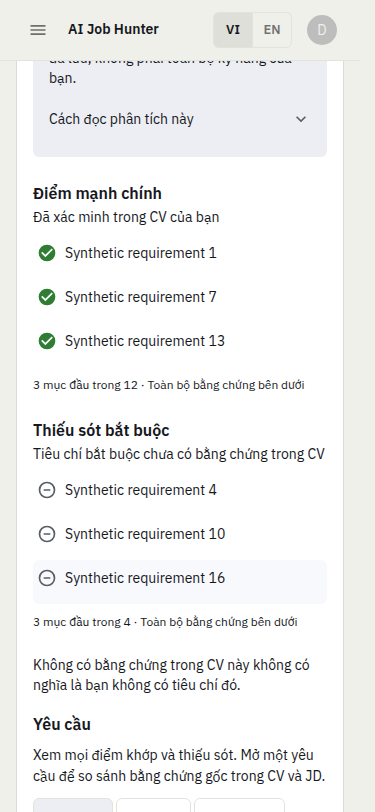 AI Job Hunter
VI
EN
D
bạn.
Cách đọc phân tích này
Điểm mạnh chính
Đã xác minh trong CV của bạn
Synthetic requirement 1
Synthetic requirement 7
Synthetic requirement 13
3 mục đầu trong 12 · Toàn bộ bằng chứng bên dưới
Thiếu sót bắt buộc
Tiêu chí bắt buộc chưa có bằng chứng trong CV
Synthetic requirement 4
Synthetic requirement 10
Synthetic requirement 16
3 mục đầu trong 4 · Toàn bộ bằng chứng bên dưới
Không có bằng chứng trong CV này không có
nghĩa là bạn không có tiêu chí đó.
Yêu cầu
Xem mọi điểm khớp và thiếu sót. Mở một yêu
cầu để so sánh bằng chứng gốc trong CV và JD.